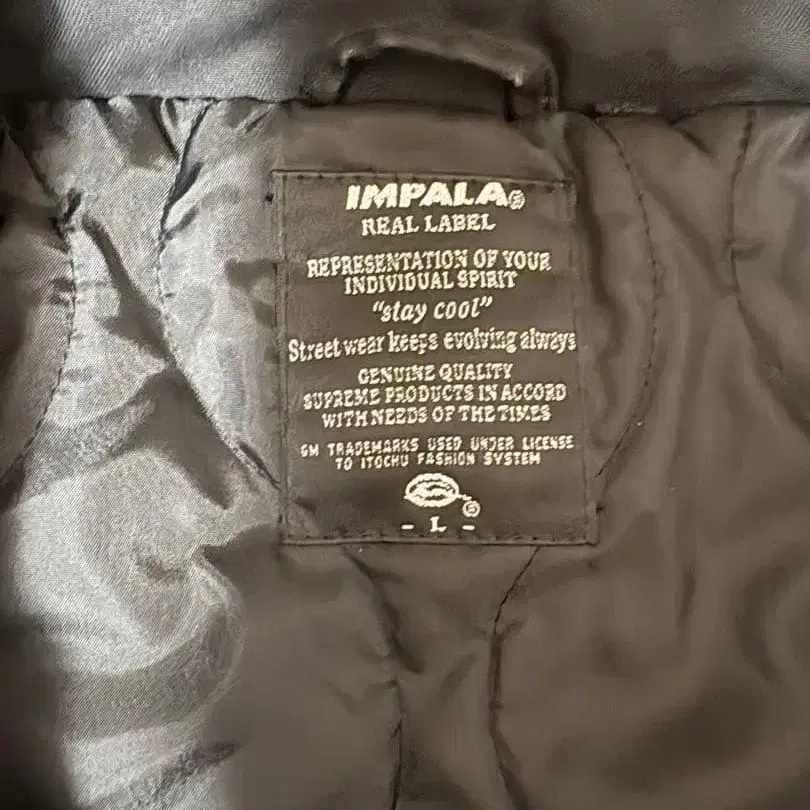 IMPALA®
REAL LABEL
REPRESENTATION OF YOUR
INDIVIDUAL SPIRIT
"stay cool"
Street wear keeps evolving always
GENUINE QUALITY
SUPREME PRODUCTS IN ACCORD
WITH NEEDS OF THE TIMES
GM TRADEMARKS USED UNDER LICENSE
TO ITOCHU FASHION SYSTEM
®
- L -